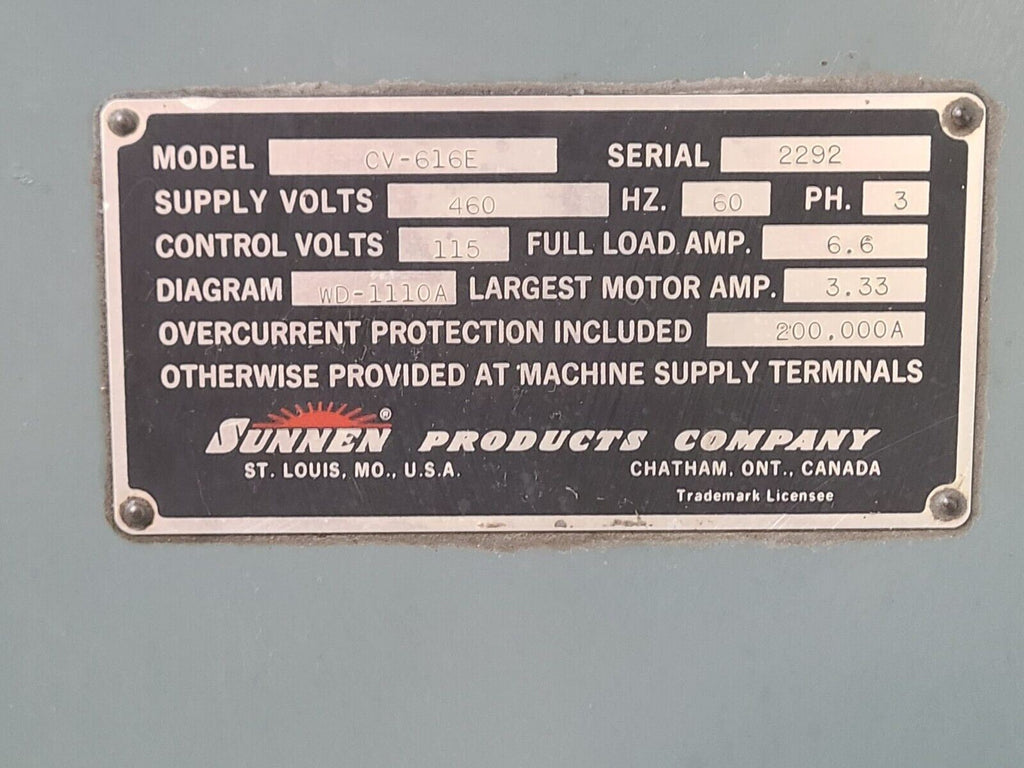 MODEL CV-616E SERIAL 2292
SUPPLY VOLTS 460 HZ. 60 PH. 3
CONTROL VOLTS 115 FULL LOAD AMP. 6.6
DIAGRAM WD-1110A LARGEST MOTOR AMP. 3.33
OVERCURRENT PROTECTION INCLUDED 200,000A
OTHERWISE PROVIDED AT MACHINE SUPPLY TERMINALS
SUNNEN® PRODUCTS COMPANY
ST. LOUIS, MO., U.S.A. CHATHAM, ONT., CANADA
Trademark Licensee